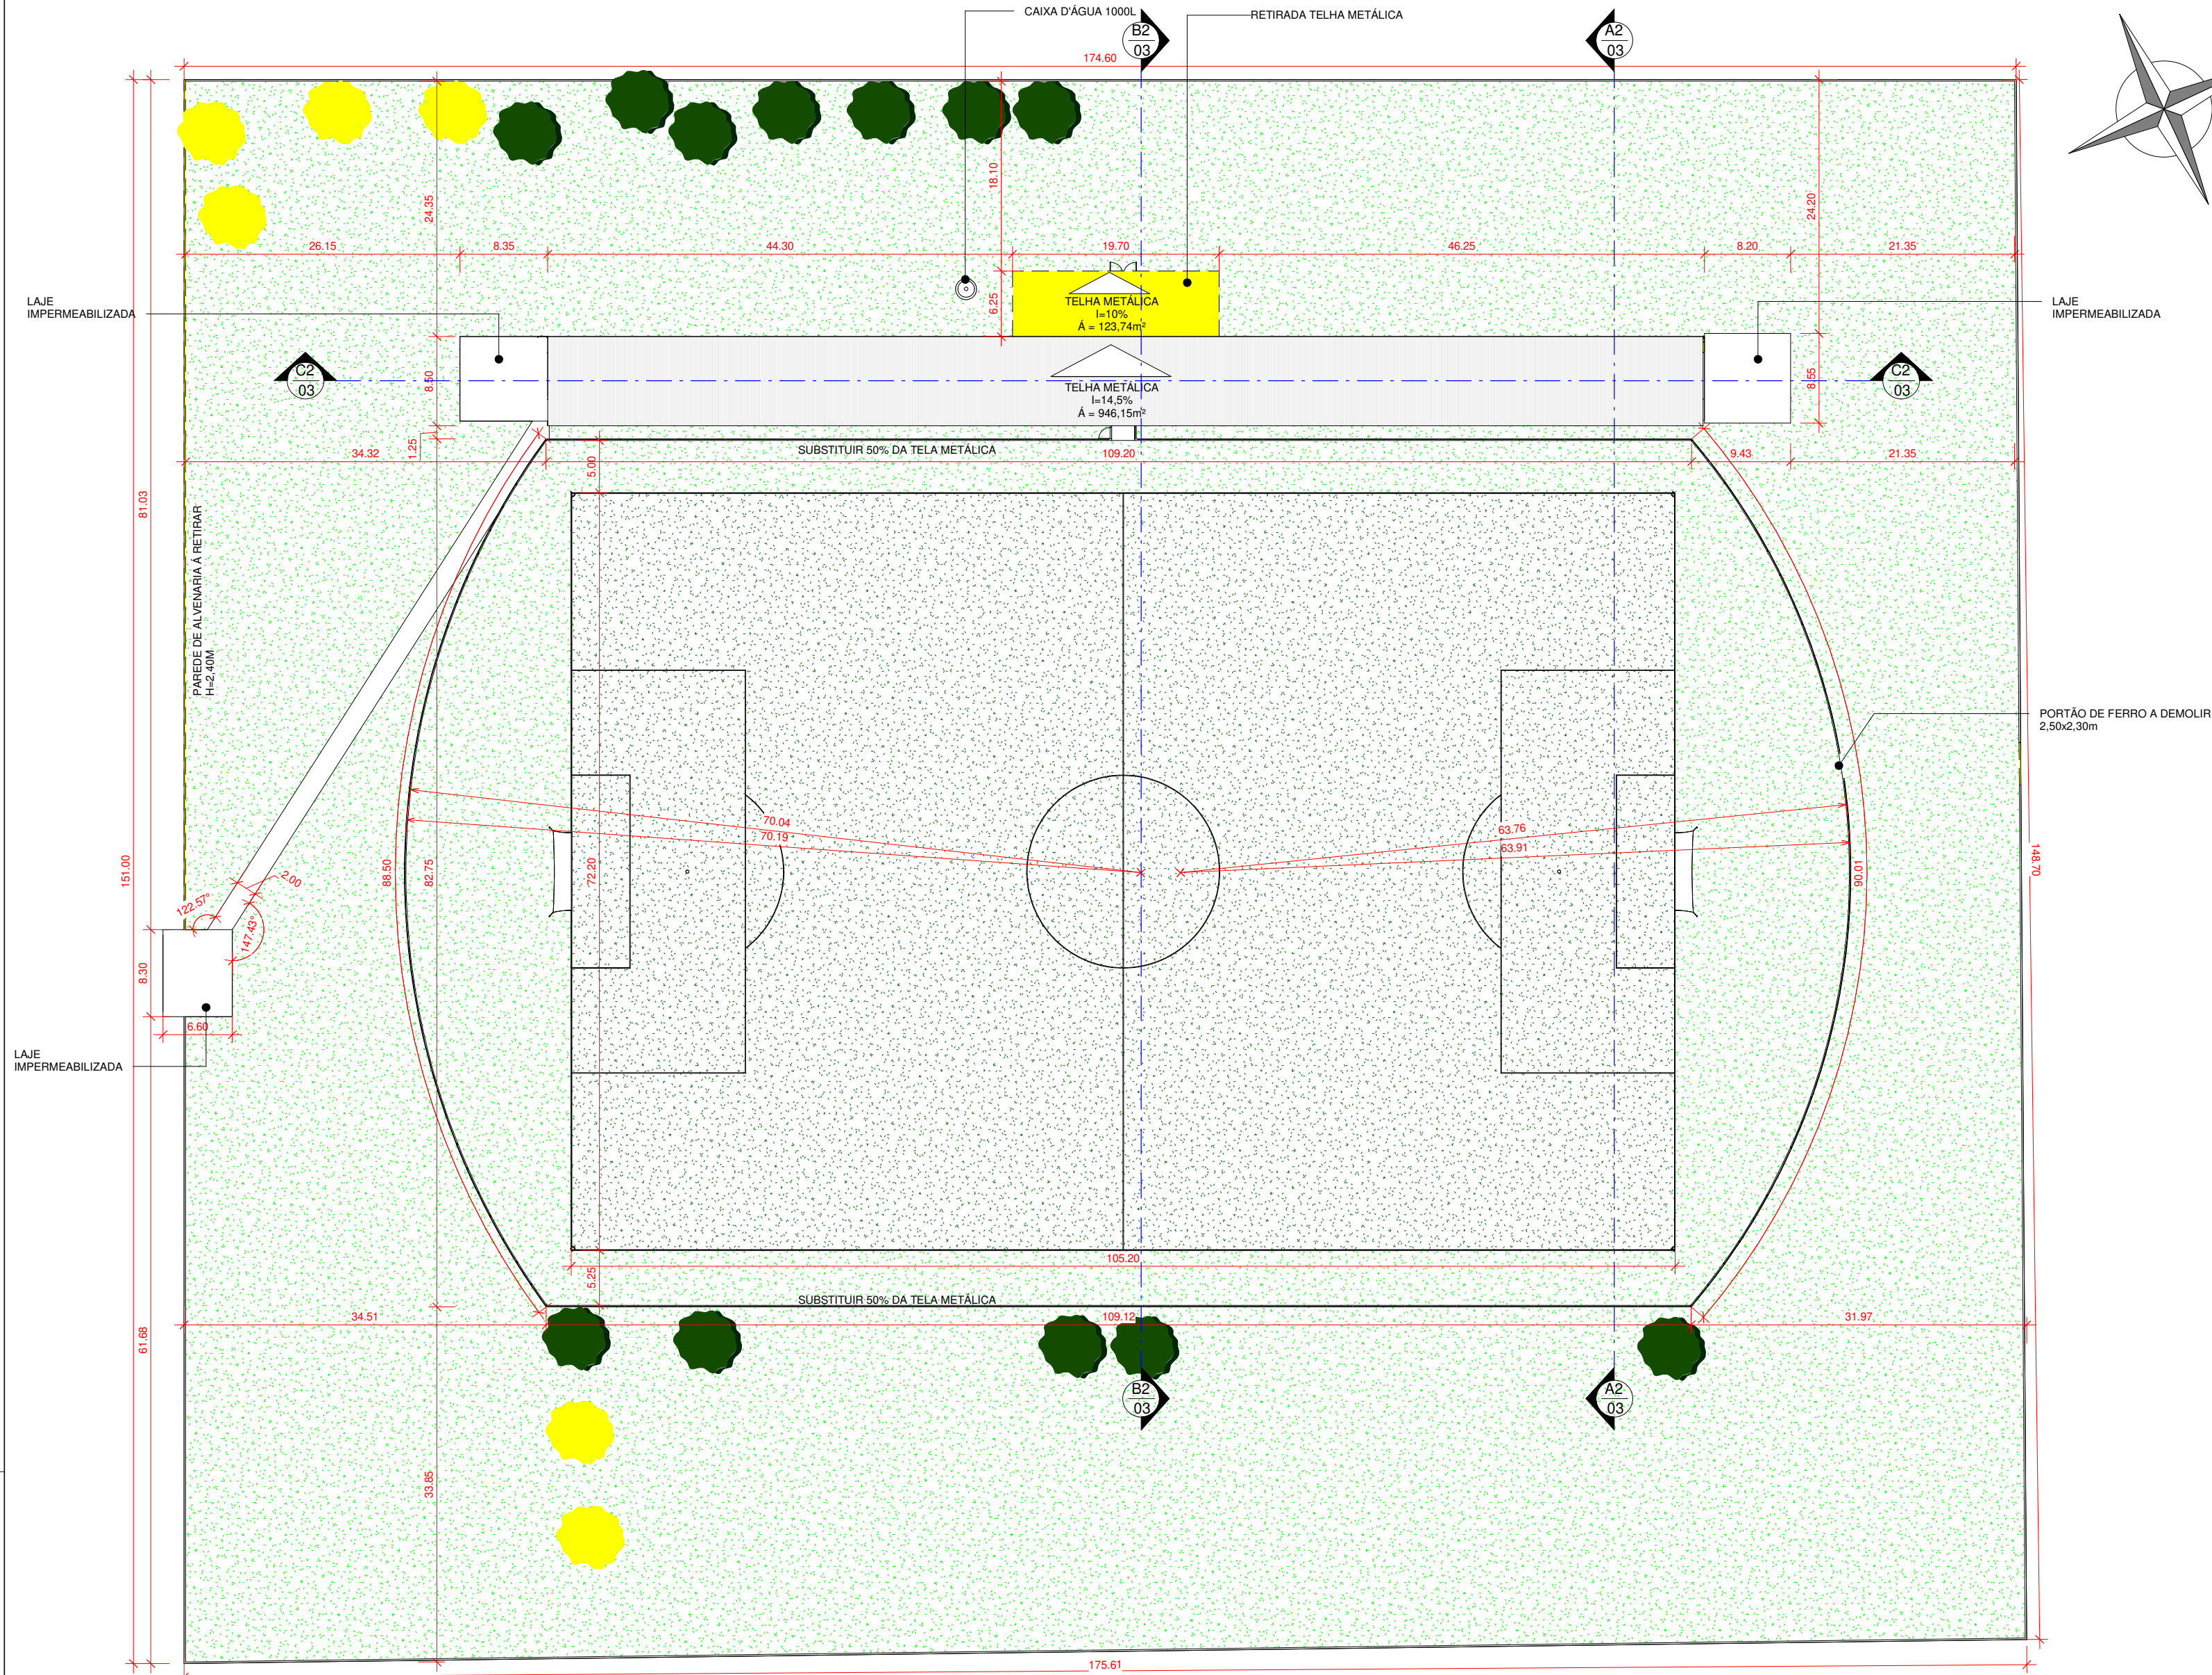 CAIXA D'ÁGUA 1000L
RETIRADA TELHA METÁLICA
B2
03
A2
03
174.60
24.35
18.10
24.20
26.15
8.35
44.30
19.70
46.25
8.20
21.35
LAJE
IMPERMEABILIZADA
6.25
TELHA METÁLICA
I=10%
Á = 123,74m²
LAJE
IMPERMEABILIZADA
C2
03
8.50
TELHA METÁLICA
I=14,5%
Á = 946,15m²
8.55
C2
03
1.25
SUBSTITUIR 50% DA TELA METÁLICA
34.32
5.00
109.20
9.43
21.35
81.03
PAREDE DE ALVENARIA Á RETIRAR
H=2,40M
PORTÃO DE FERRO A DEMOLIR
2,50x2,30m
70.04
70.19
63.76
63.91
151.00
88.50
82.75
72.20
90.01
148.70
2.00
122.57°
147.43°
8.30
6.60
LAJE
IMPERMEABILIZADA
105.20
5.25
SUBSTITUIR 50% DA TELA METÁLICA
34.51
109.12
31.97
61.68
B2
03
A2
03
33.85
175.61